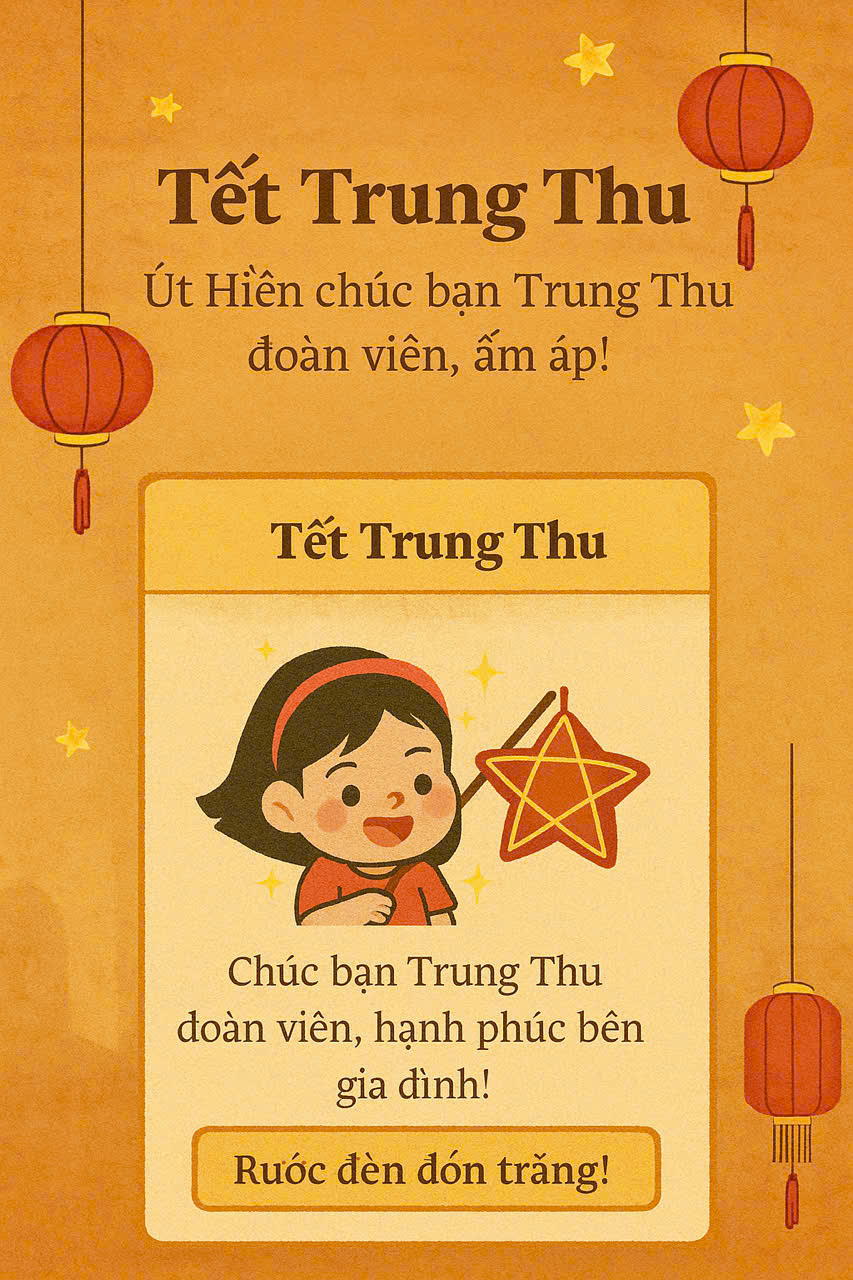 Tết Trung Thu
Út Hiền chúc bạn Trung Thu
đoàn viên, ấm áp!
Tết Trung Thu
Chúc bạn Trung Thu
đoàn viên, hạnh phúc bên
gia đình!
Rước đèn đón trăng!